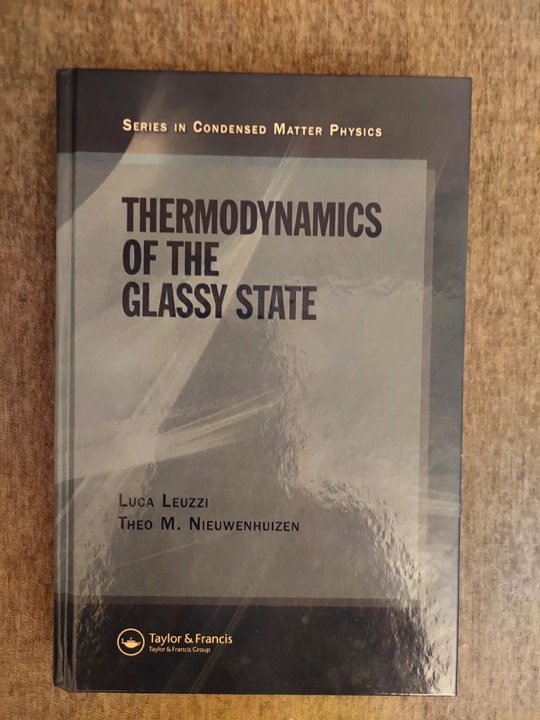 Series in Condensed Matter Physics
THERMODYNAMICS
OF THE
GLASSY STATE
Luca Leuzzi
Theo M. Nieuwenhuizen
Taylor & Francis
Taylor & Francis Group